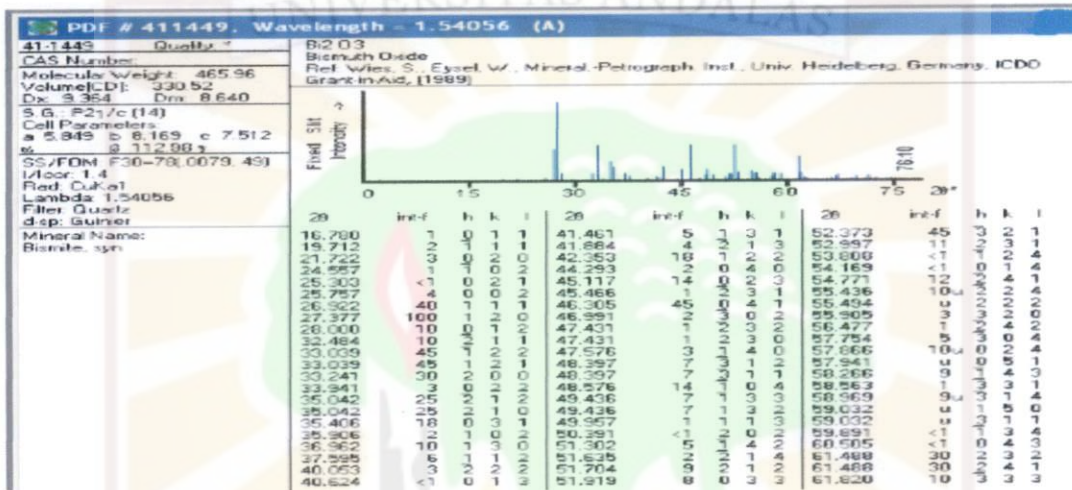 UNIVERSITAS ANDALAS
PDF # 411449, Wavelength = 1.54056 (A)
41-1449 Quality: *
CAS Number:
Molecular Weight: 465.96
Volume[CD]: 330.52
Dx: 9.364 Dm: 8.640
S.G.: P21/c (14)
Cell Parameters:
a 5.849 b 8.169 c 7.512
β 112.98
SS/FOM: F30=78(.0079, 49)
I/Icor: 1.4
Rad: CuKa1
Lambda: 1.54056
Filter: Quartz
d-sp: Guinier
Mineral Name:
Bismite, syn
Bi2 O3
Bismuth Oxide
Ref: Wies, S., Eysel, W., Mineral.-Petrograph. Inst., Univ. Heidelberg, Germany, ICDD
Grant-in-Aid, [1989]
Fixed Slit
Intensity ->
0 15 30 45 60 75 2θ°
2θ int-f h k l 2θ int-f h k l 2θ int-f h k l
16.780 1 0 1 1 41.461 5 1 3 1 52.373 45 3 2 1
19.712 2 1 1 1 41.884 4 2 1 3 52.997 11 2 3 1
21.722 3 0 2 0 42.353 18 1 2 2 53.808 <1 1 2 4
24.557 1 1 0 2 44.293 2 0 4 0 54.169 <1 0 1 4
25.303 <1 0 2 1 45.117 14 0 2 3 54.771 12 2 4 1
25.757 4 0 0 2 45.466 1 2 3 1 55.436 10u 2 2 4
26.922 40 1 1 1 46.305 45 0 4 1 55.494 u 2 2 2
27.377 100 1 2 0 46.991 2 3 0 2 55.905 3 3 2 0
28.000 10 0 1 2 47.431 1 2 3 2 56.477 1 2 4 2
32.484 10 2 1 1 47.431 1 2 3 0 57.754 5 3 0 4
33.039 45 1 2 2 47.576 3 1 4 0 57.866 10u 0 2 4
33.039 45 1 2 1 48.397 7 3 1 2 57.941 u 0 5 1
33.241 30 2 0 0 48.397 7 3 1 1 58.266 9 1 4 3
33.941 3 0 2 2 48.576 14 1 0 4 58.563 1 3 3 1
35.042 25 2 1 2 49.436 7 1 3 3 58.969 9u 3 1 4
35.042 25 2 1 0 49.436 7 1 3 2 59.032 u 1 5 0
35.406 18 0 3 1 49.957 1 1 1 3 59.032 u 3 1 1
35.906 2 1 0 2 50.391 <1 2 0 2 59.891 <1 1 3 4
36.962 10 1 3 0 51.302 5 1 4 2 60.505 <1 0 4 3
37.595 6 1 1 2 51.635 2 2 1 4 61.488 30 2 3 2
40.053 3 2 2 2 51.704 9 2 1 2 61.488 30 2 4 1
40.624 <1 0 1 3 51.919 8 0 3 3 61.820 10 3 3 3